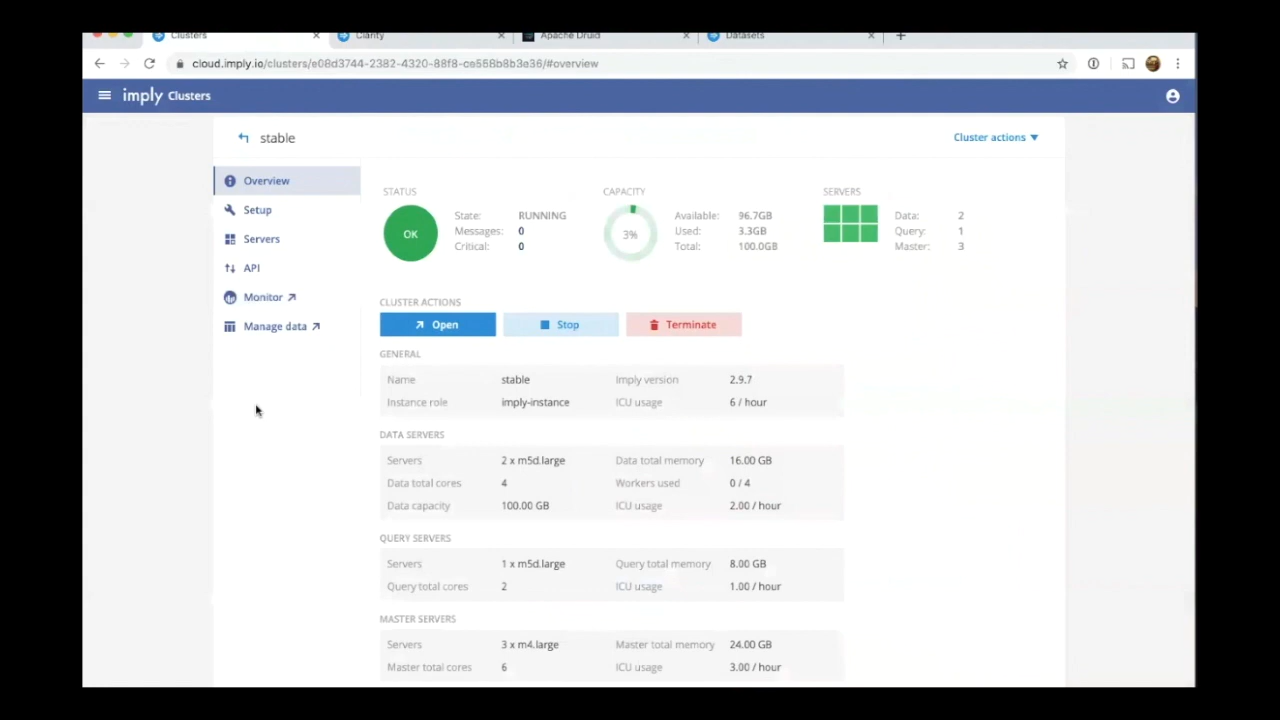 Clusters
Clarity
Apache Druid
Datasets
cloud.imply.io/clusters/e08d3744-2382-4320-88f8-ce558b8b3e36/#overview
imply Clusters
stable
Cluster actions
Overview
Setup
Servers
API
Monitor
Manage data
STATUS
OK
State: RUNNING
Messages: 0
Critical: 0
CAPACITY
3%
Available: 96.7GB
Used: 3.3GB
Total: 100.0GB
SERVERS
Data: 2
Query: 1
Master: 3
CLUSTER ACTIONS
Open Stop Terminate
GENERAL
Name stable Imply version 2.9.7
Instance role imply-instance ICU usage 6 / hour
DATA SERVERS
Servers 2 x m5d.large Data total memory 16.00 GB
Data total cores 4 Workers used 0 / 4
Data capacity 100.00 GB ICU usage 2.00 / hour
QUERY SERVERS
Servers 1 x m5d.large Query total memory 8.00 GB
Query total cores 2 ICU usage 1.00 / hour
MASTER SERVERS
Servers 3 x m4.large Master total memory 24.00 GB
Master total cores 6 ICU usage 3.00 / hour